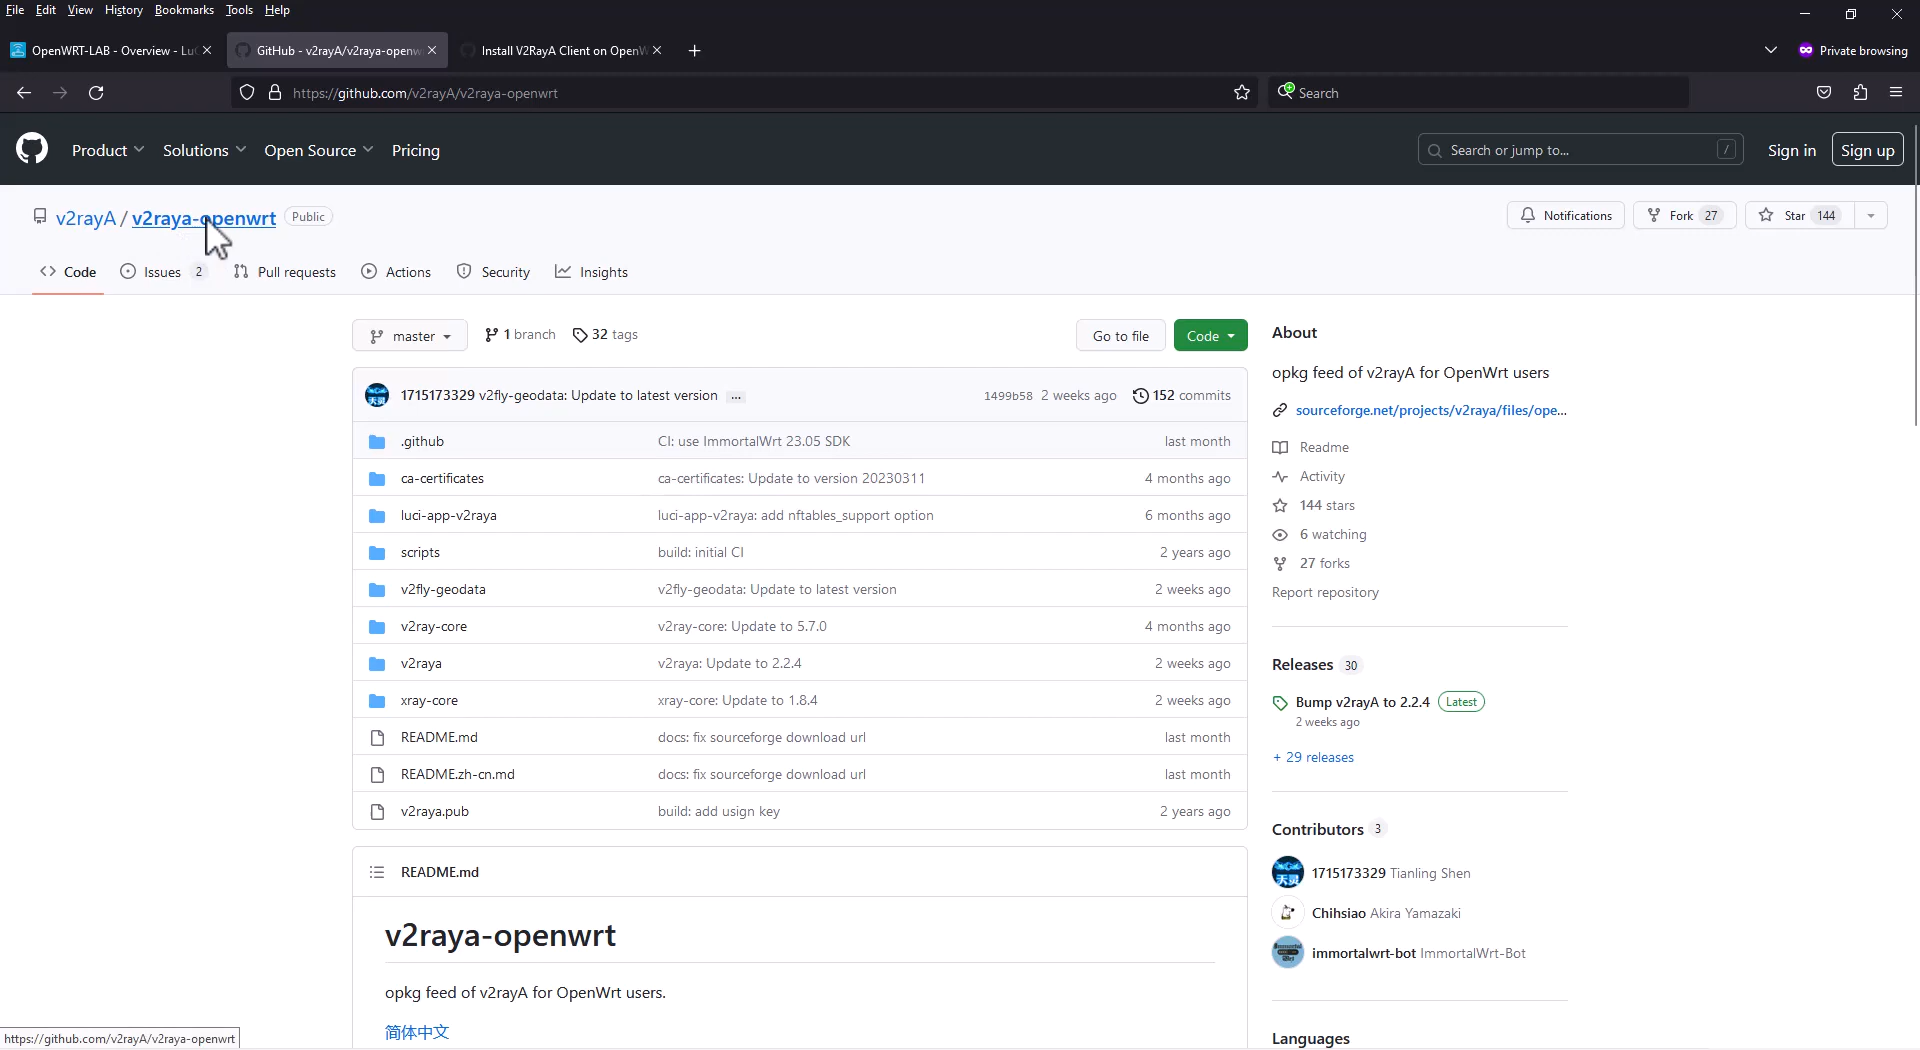 File Edit View History Bookmarks Tools Help
OpenWRT-LAB - Overview - Lu
GitHub - v2rayA/v2raya-openw
Install V2RayA Client on OpenW
Private browsing
https://github.com/v2rayA/v2raya-openwrt
Search
Product Solutions Open Source Pricing
Search or jump to... /
Sign in Sign up
v2rayA / v2raya-openwrt Public
Notifications Fork 27 Star 144
Code Issues 2 Pull requests Actions Security Insights
master 1 branch 32 tags Go to file Code
1715173329 v2fly-geodata: Update to latest version ... 1499b58 2 weeks ago 152 commits
.github CI: use ImmortalWrt 23.05 SDK last month
ca-certificates ca-certificates: Update to version 20230311 4 months ago
luci-app-v2raya luci-app-v2raya: add nftables_support option 6 months ago
scripts build: initial CI 2 years ago
v2fly-geodata v2fly-geodata: Update to latest version 2 weeks ago
v2ray-core v2ray-core: Update to 5.7.0 4 months ago
v2raya v2raya: Update to 2.2.4 2 weeks ago
xray-core xray-core: Update to 1.8.4 2 weeks ago
README.md docs: fix sourceforge download url last month
README.zh-cn.md docs: fix sourceforge download url last month
v2raya.pub build: add usign key 2 years ago
README.md
v2raya-openwrt
opkg feed of v2rayA for OpenWrt users.
简体中文
About
opkg feed of v2rayA for OpenWrt users
sourceforge.net/projects/v2raya/files/ope...
Readme
Activity
144 stars
6 watching
27 forks
Report repository
Releases 30
Bump v2rayA to 2.2.4 Latest
2 weeks ago
+ 29 releases
Contributors 3
天灵
1715173329 Tianling Shen
Chihsiao Akira Yamazaki
immortalwrt-bot ImmortalWrt-Bot
Languages
https://github.com/v2rayA/v2raya-openwrt